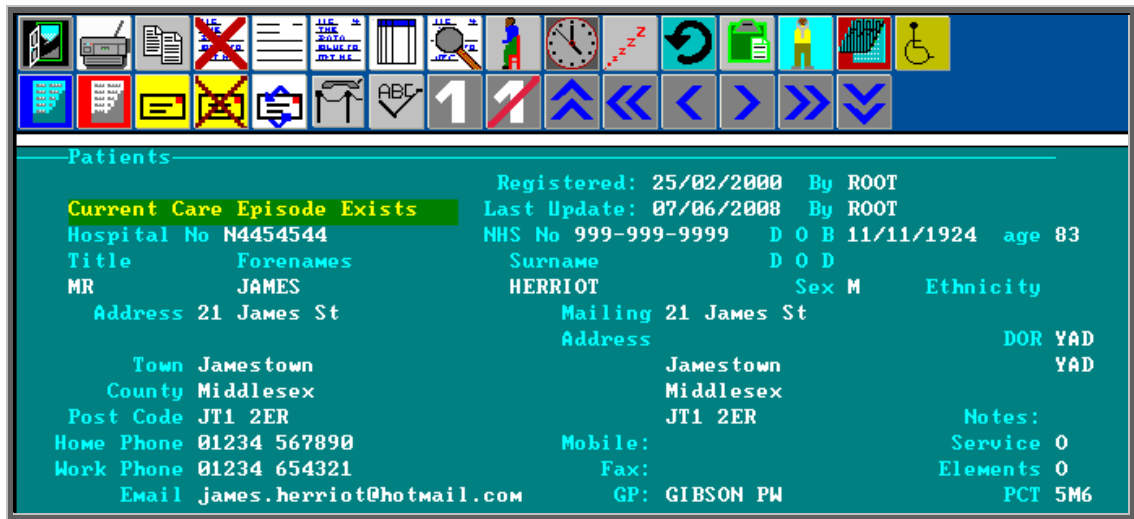 ABC
1 1
Patients
Registered: 25/02/2000 By ROOT
Current Care Episode Exists Last Update: 07/06/2008 By ROOT
Hospital No N4454544 NHS No 999-999-9999 D O B 11/11/1924 age 83
Title Forenames Surname D O D
MR JAMES HERRIOT Sex M Ethnicity
Address 21 James St Mailing 21 James St
Address DOR YAD
Town Jamestown Jamestown YAD
County Middlesex Middlesex
Post Code JT1 2ER JT1 2ER Notes:
Home Phone 01234 567890 Mobile: Service O
Work Phone 01234 654321 Fax: Elements O
Email james.herriot@hotmail.com GP: GIBSON PW PCT 5M6